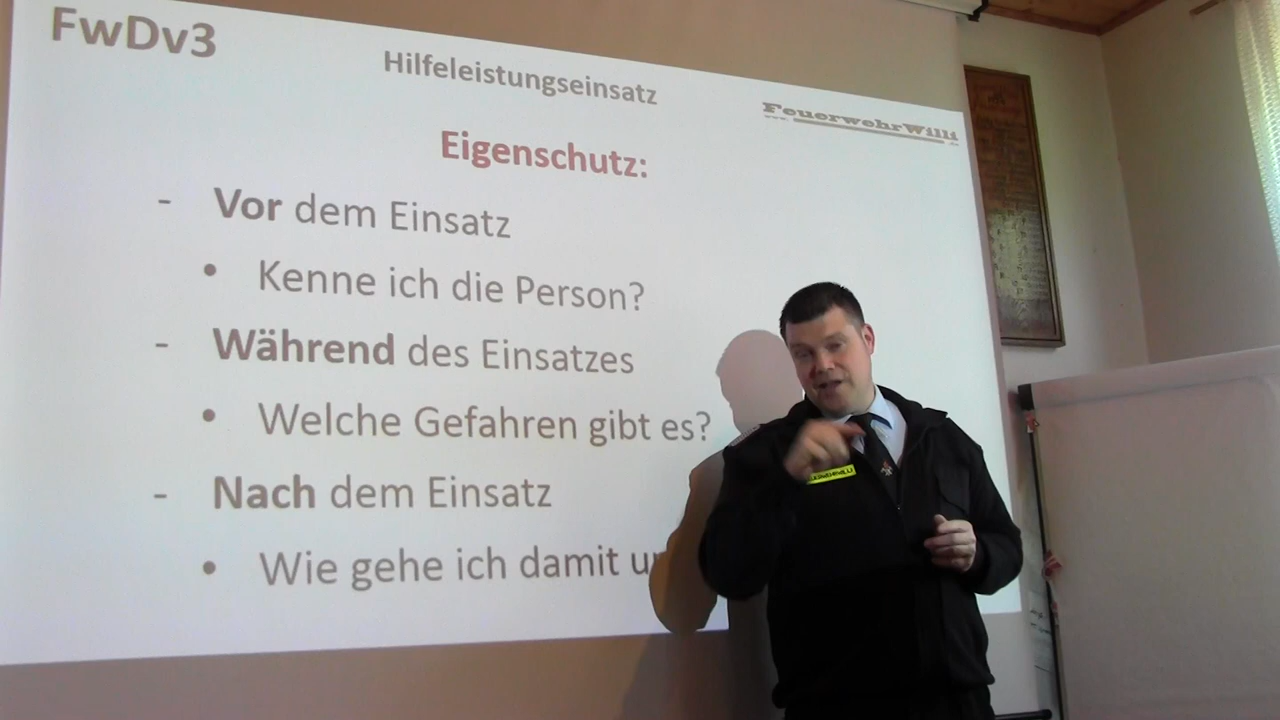 FwDv3
Hilfeleistungseinsatz
FeuerwehrWilli
Eigenschutz:
- Vor dem Einsatz
• Kenne ich die Person?
- Während des Einsatzes
• Welche Gefahren gibt es?
- Nach dem Einsatz
• Wie gehe ich damit